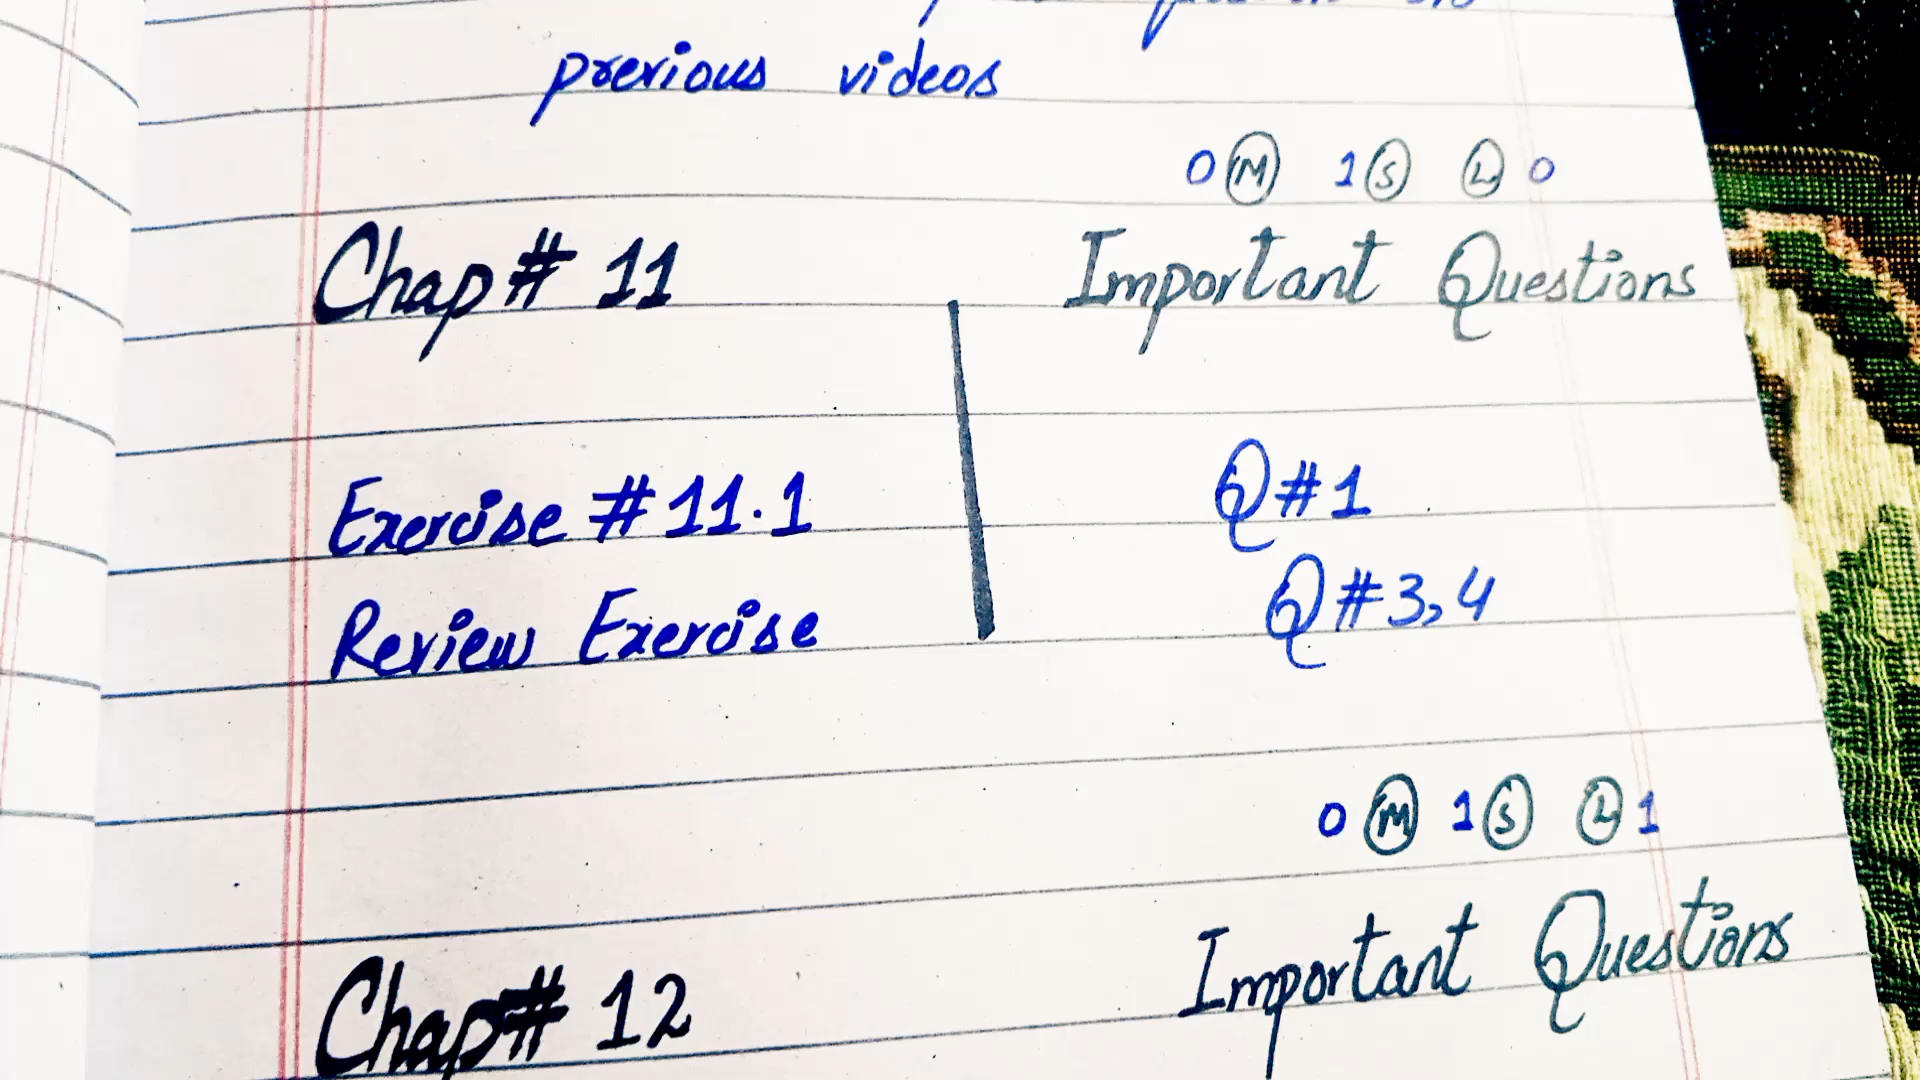 previous videos
0 M 1 S L 0
Chap # 11 Important Questions
Exercise # 11.1 Q # 1
Review Exercise Q # 3,4
0 M 1 S L 1
Chap # 12 Important Questions